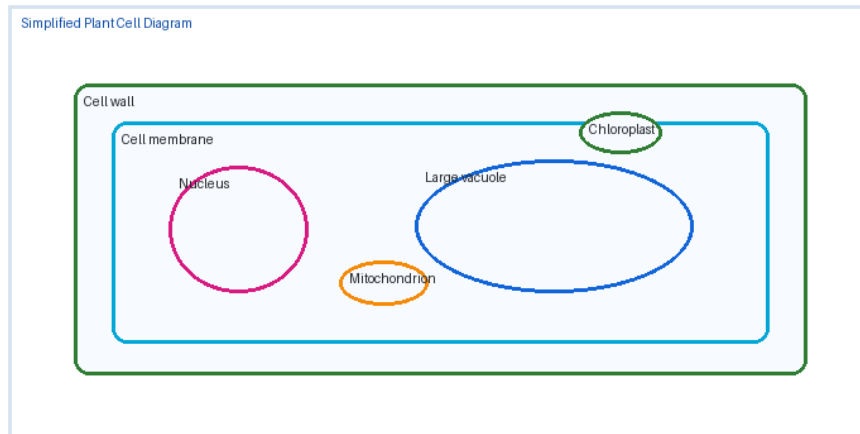 Simplified Plant Cell Diagram
Cell wall
Chloroplast
Cell membrane
Large vacuole
Nucleus
Mitochondrion